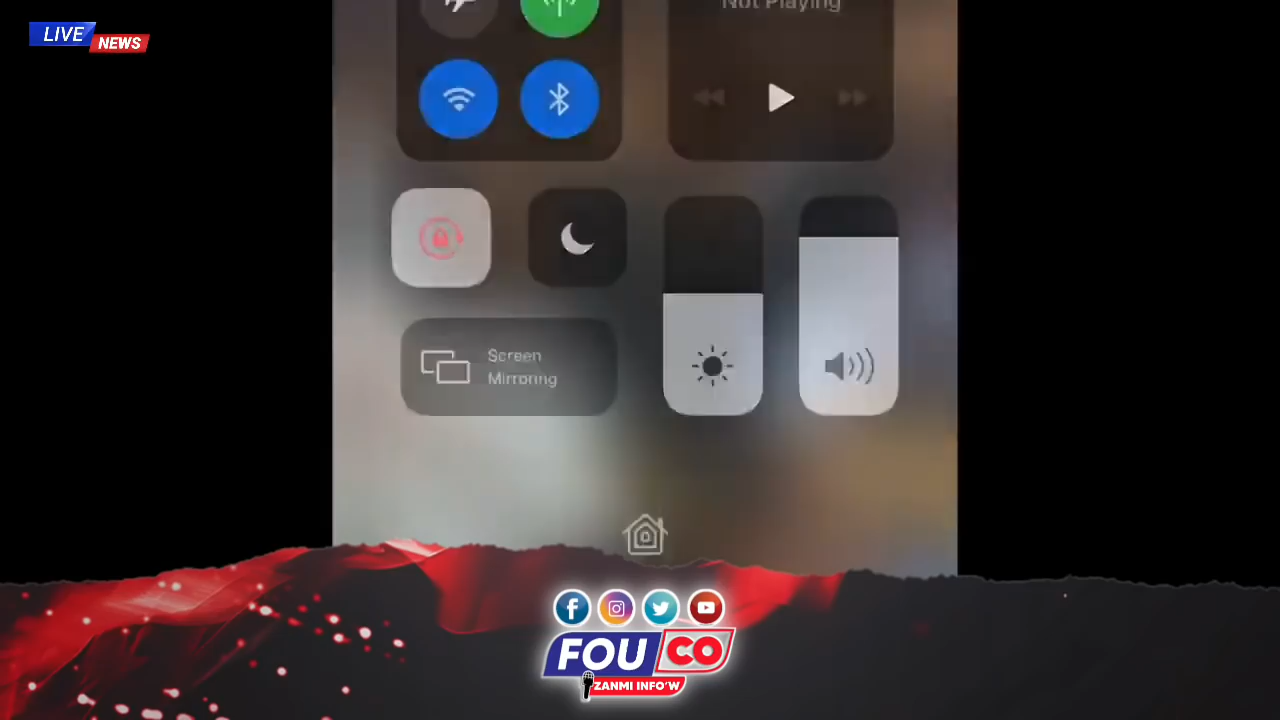 LIVE
NEWS
Not Playing
Screen
Mirroring
FOU CO
ZANMI INFO'W